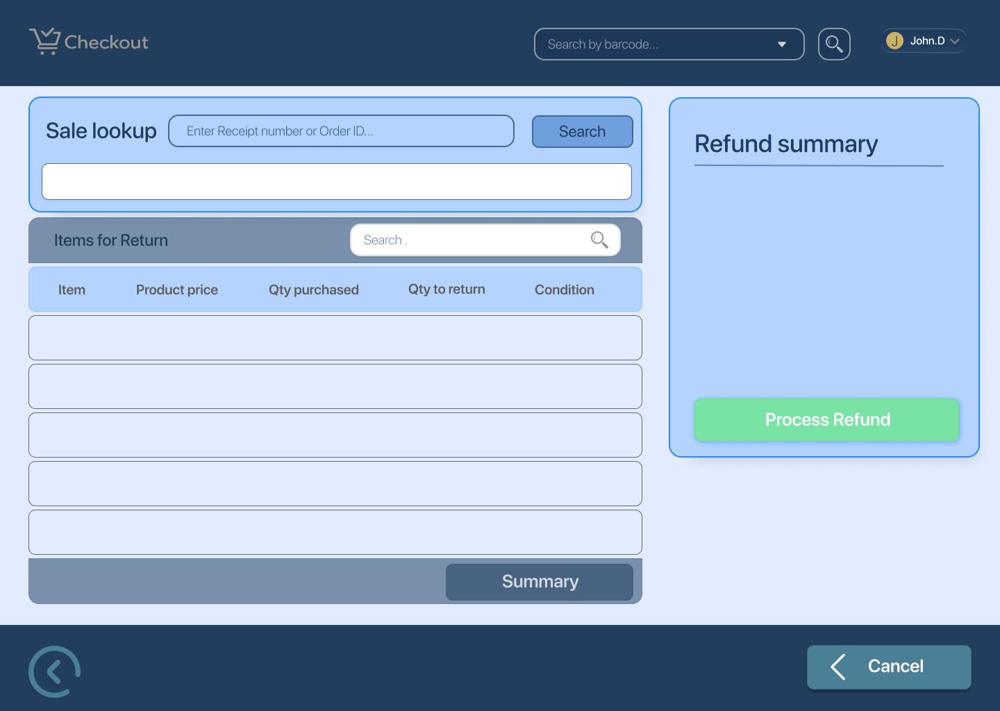 Checkout
Search by barcode...
J
John.D
Sale lookup
Enter Receipt number or Order ID...
Search
Refund summary
Items for Return
Search .
Item
Product price
Qty purchased
Qty to return
Condition
Process Refund
Summary
Cancel